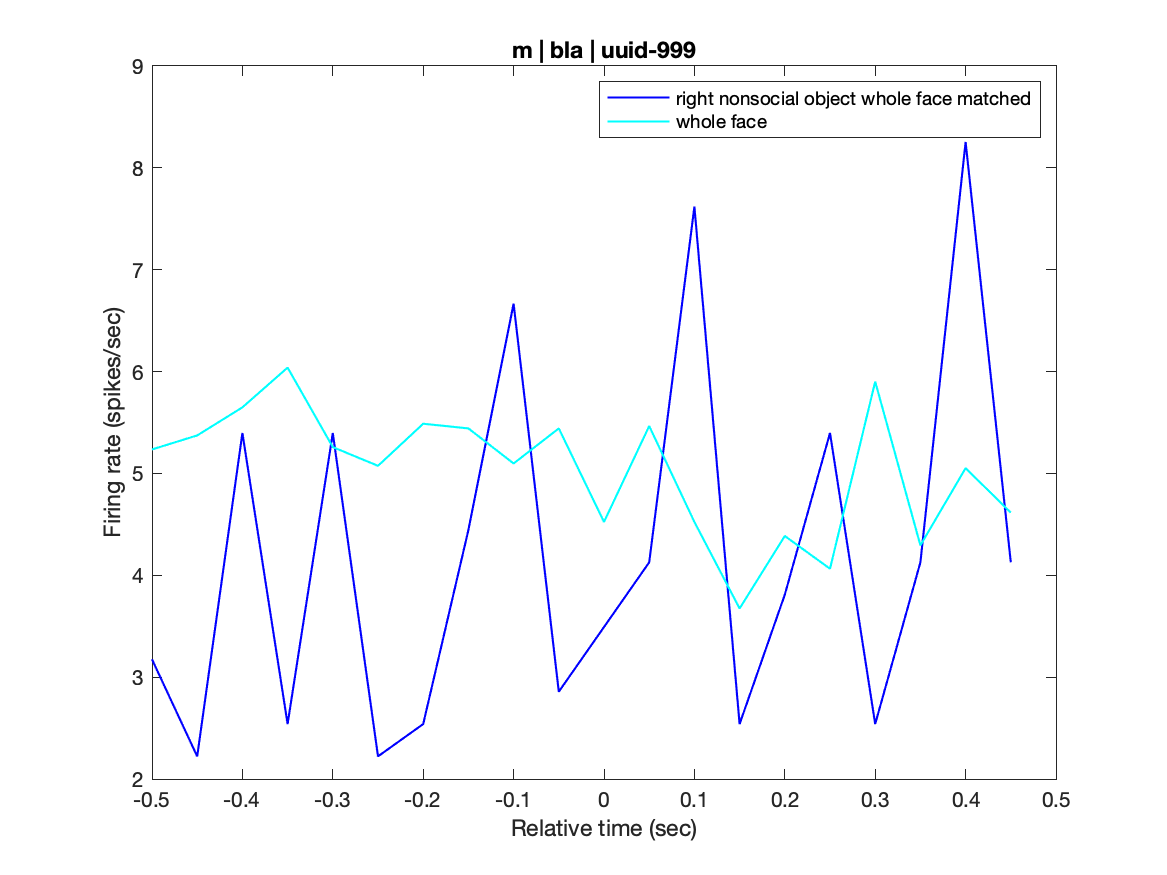 m | bla | uuid-999
right nonsocial object whole face matched
whole face
Firing rate (spikes/sec)
9
8
7
6
5
4
3
2
-0.5 -0.4 -0.3 -0.2 -0.1 0 0.1 0.2 0.3 0.4 0.5
Relative time (sec)